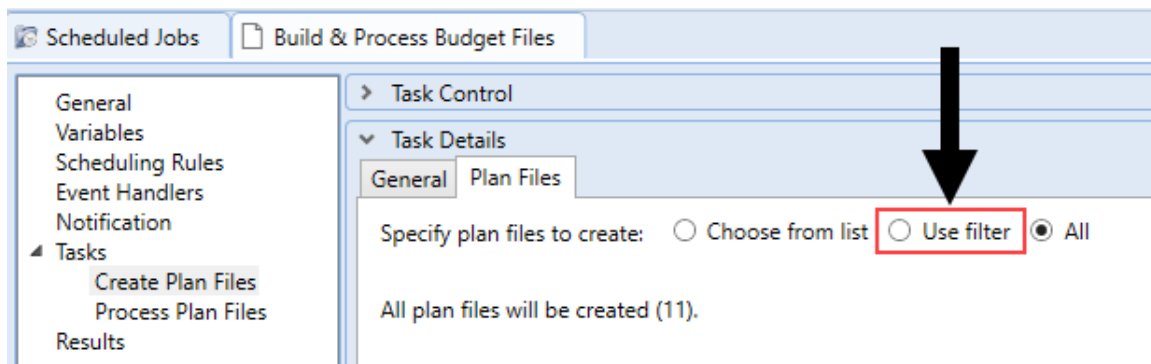 Scheduled Jobs
Build & Process Budget Files
General
Variables
Scheduling Rules
Event Handlers
Notification
Tasks
Create Plan Files
Process Plan Files
Results
Task Control
Task Details
General
Plan Files
Specify plan files to create: Choose from list Use filter All
All plan files will be created (11).